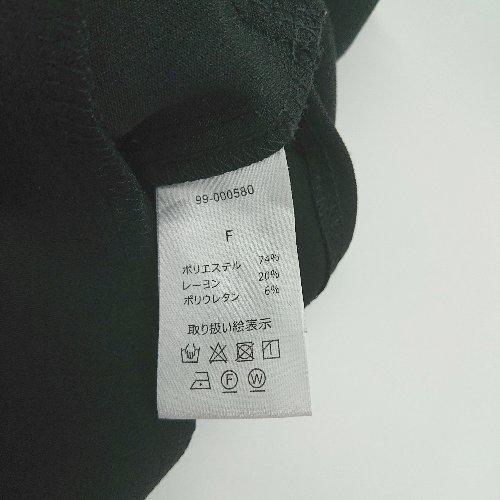 99-000580
F
ポリエステル 74%
レーヨン 20%
ポリウレタン 6%
取り扱い絵表示
F W